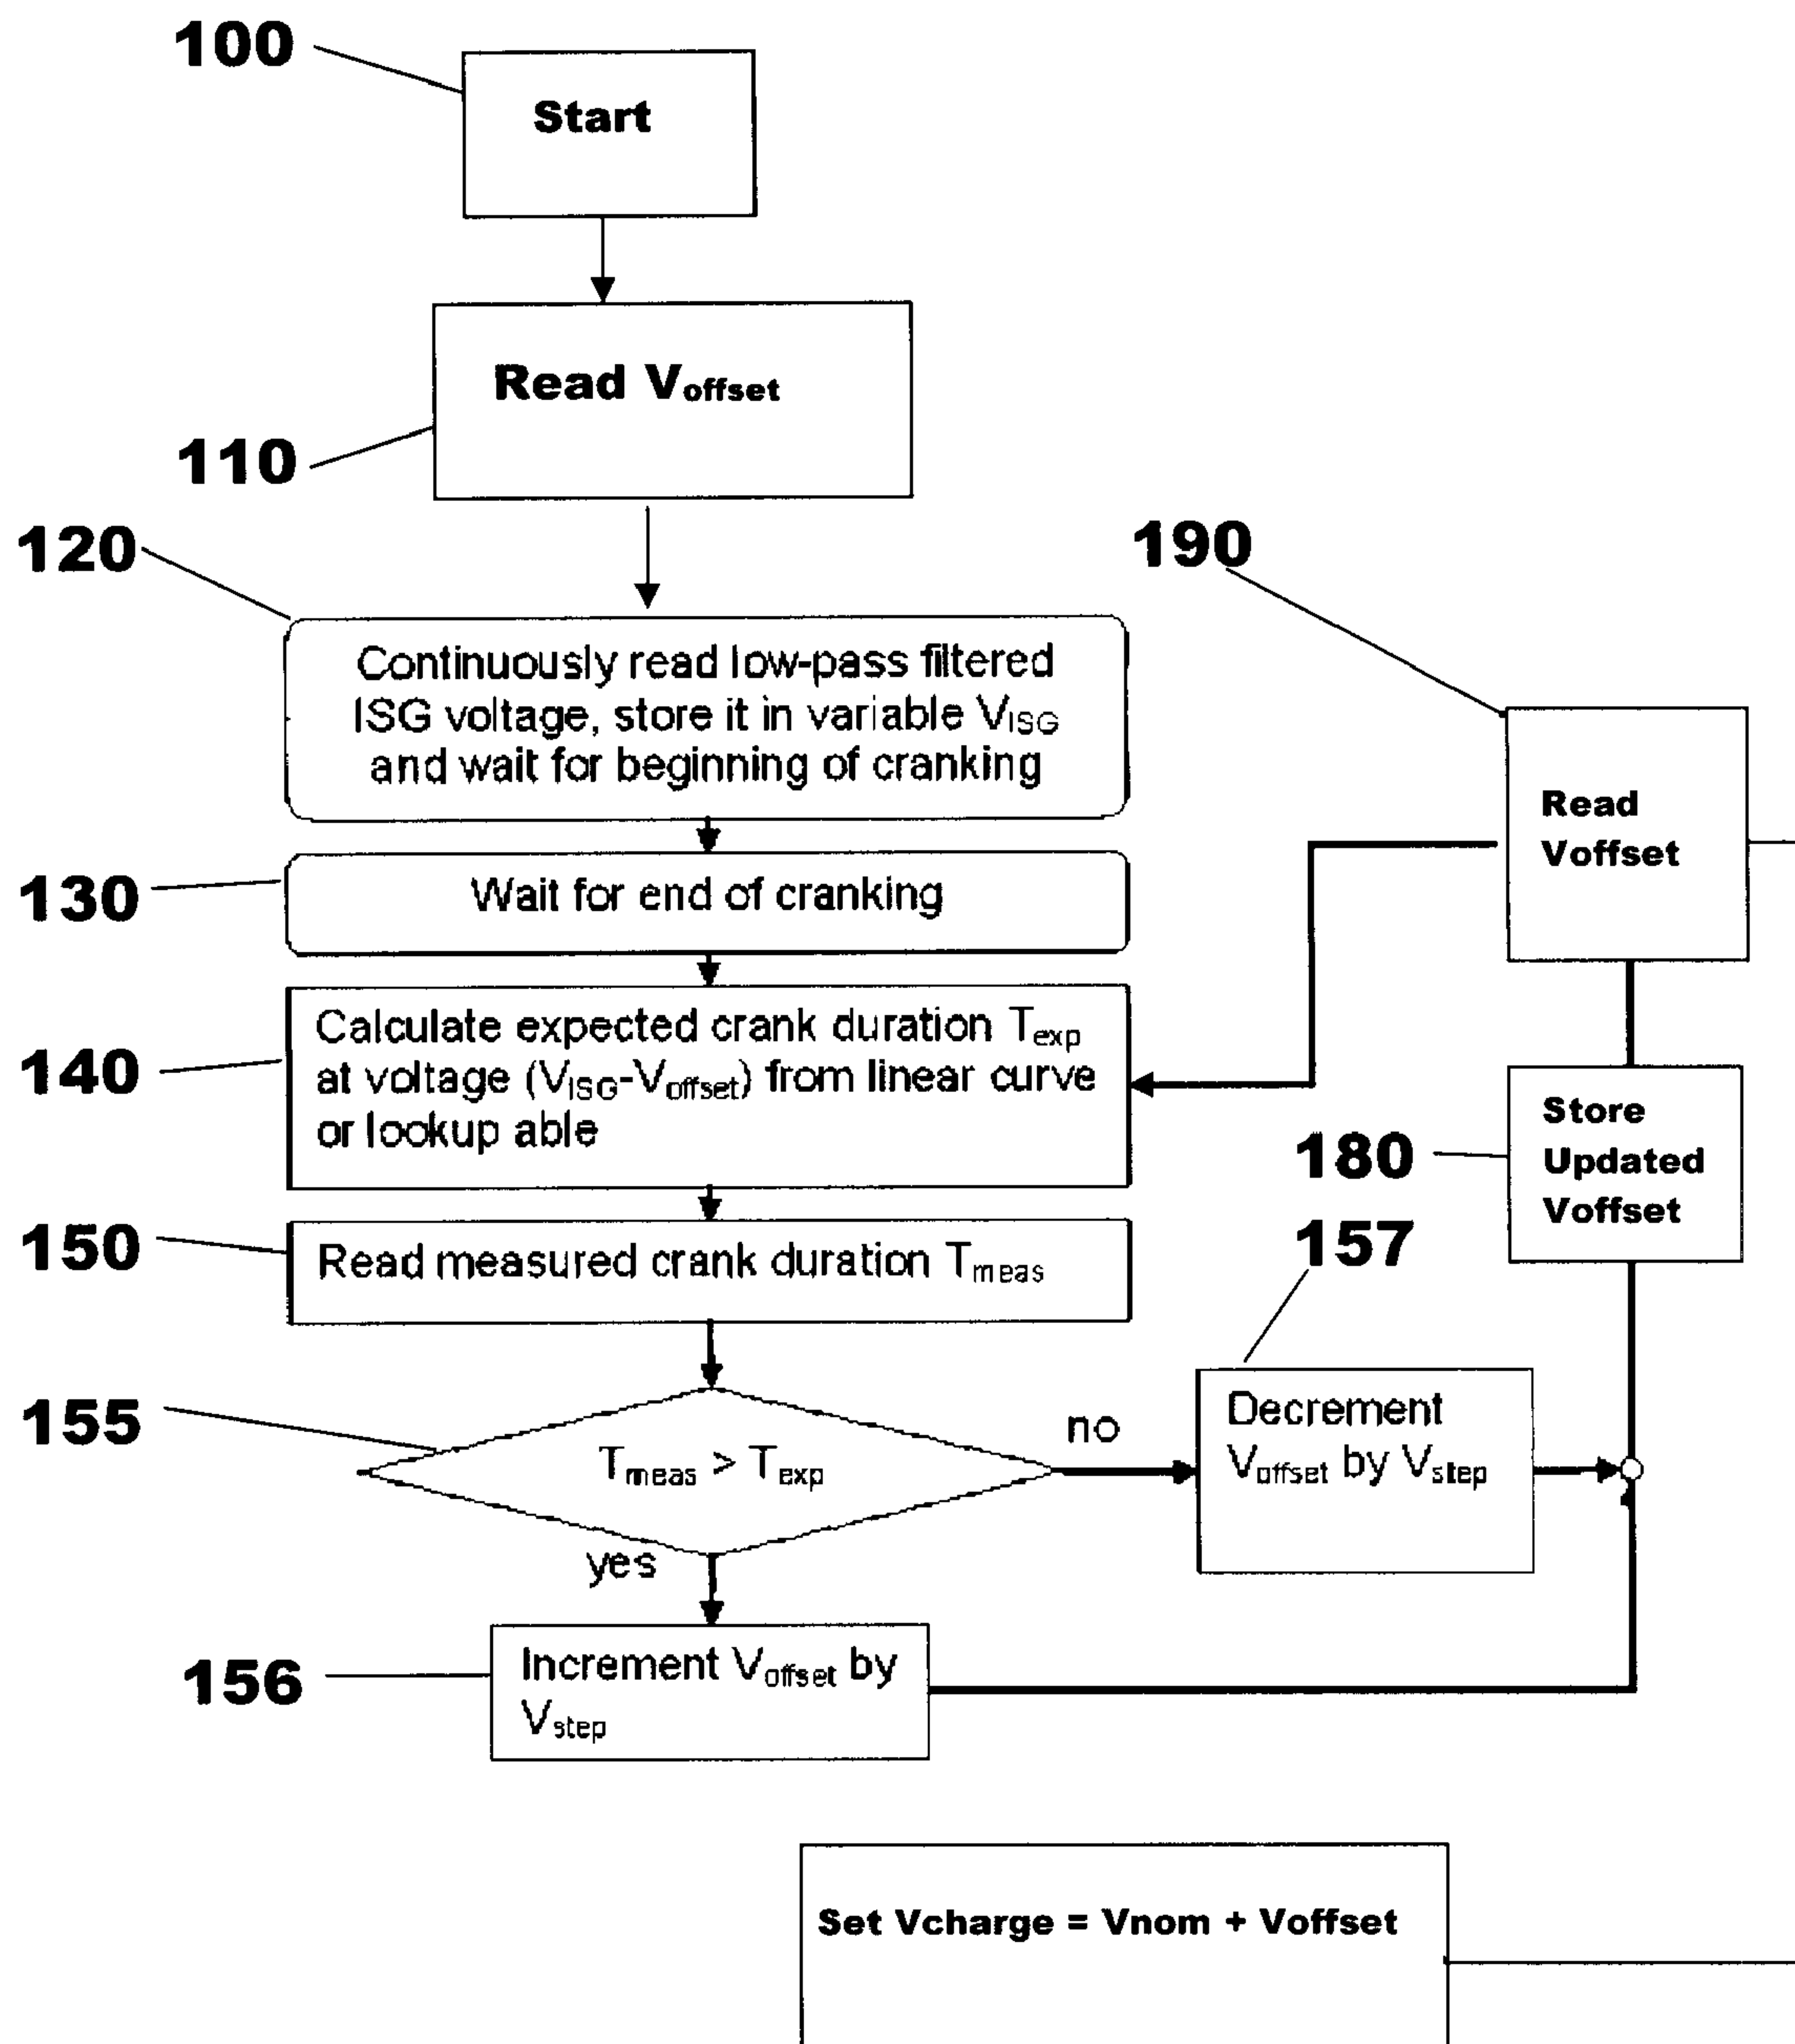 100
Start
Read Voffset
110
120
190
Continuously read low-pass filtered
ISG voltage, store it in variable VISG
and wait for beginning of cranking
Read
Voffset
130
Wait for end of cranking
140
Calculate expected crank duration Texp
at voltage (VISG-Voffset) from linear curve
or lookup able
180
Store
Updated
Voffset
150
Read measured crank duration Tmeas
157
155
Tmeas > Texp
no
Decrement
Voffset by Vstep
yes
156
Increment Voffset by
Vstep
Set Vcharge = Vnom + Voffset